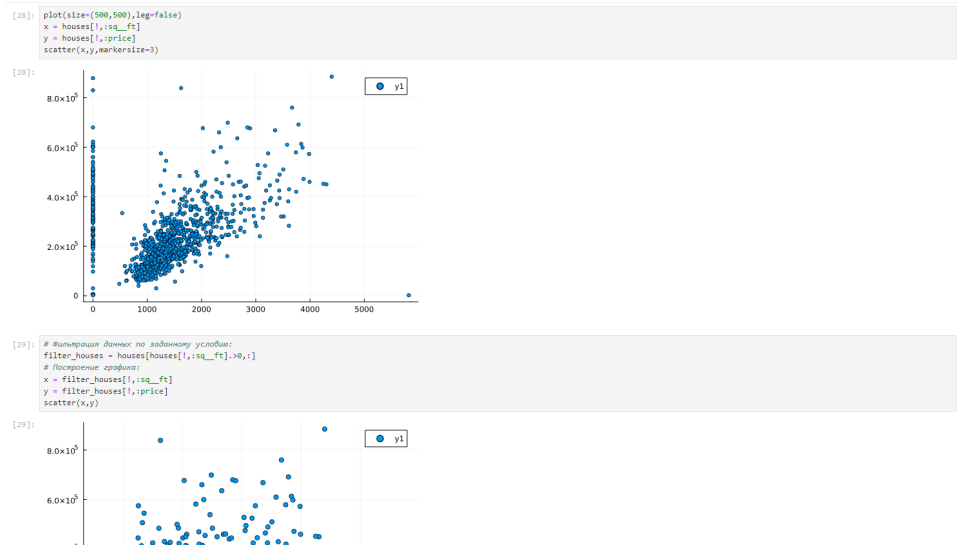 [28]: plot(size=(500,500),leg=false)
x = houses[!,:sq__ft]
y = houses[!,:price]
scatter(x,y,markersize=3)
[28]:
y1
8.0×10⁵
6.0×10⁵
4.0×10⁵
2.0×10⁵
0
0 1000 2000 3000 4000 5000
[29]: # Фильтрация данных по заданному условию:
filter_houses = houses[houses[!,:sq__ft].>0,:]
# Построение графика:
x = filter_houses[!,:sq__ft]
y = filter_houses[!,:price]
scatter(x,y)
[29]:
y1
8.0×10⁵
6.0×10⁵